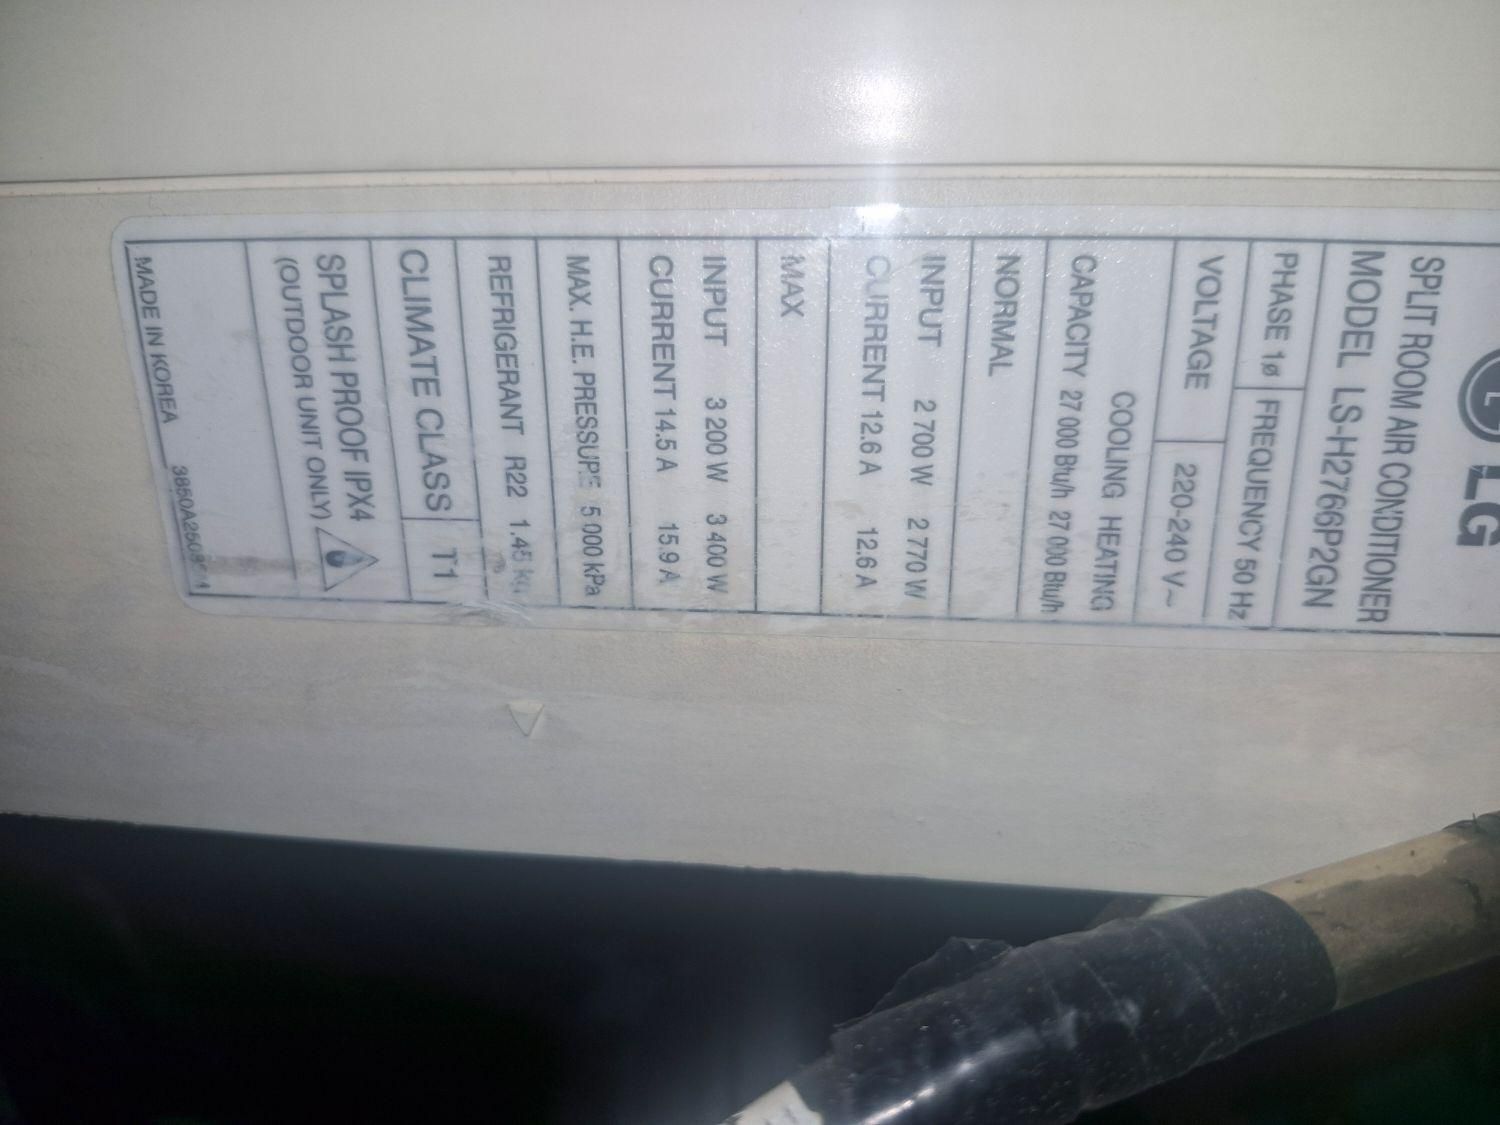 LG
SPLIT ROOM AIR CONDITIONER
MODEL LS-H2766P2GN
PHASE 1ø FREQUENCY 50 Hz
VOLTAGE 220-240 V~
COOLING HEATING
CAPACITY 27 000 Btu/h 27 000 Btu/h
NORMAL
INPUT 2 700 W 2 770 W
CURRENT 12.6 A 12.6 A
MAX
INPUT 3 200 W 3 400 W
CURRENT 14.5 A 15.9 A
MAX. H.E. PRESSURE 5 000 kPa
REFRIGERANT R22 1.45 kg
CLIMATE CLASS T1
SPLASH PROOF IPX4
(OUTDOOR UNIT ONLY)
MADE IN KOREA